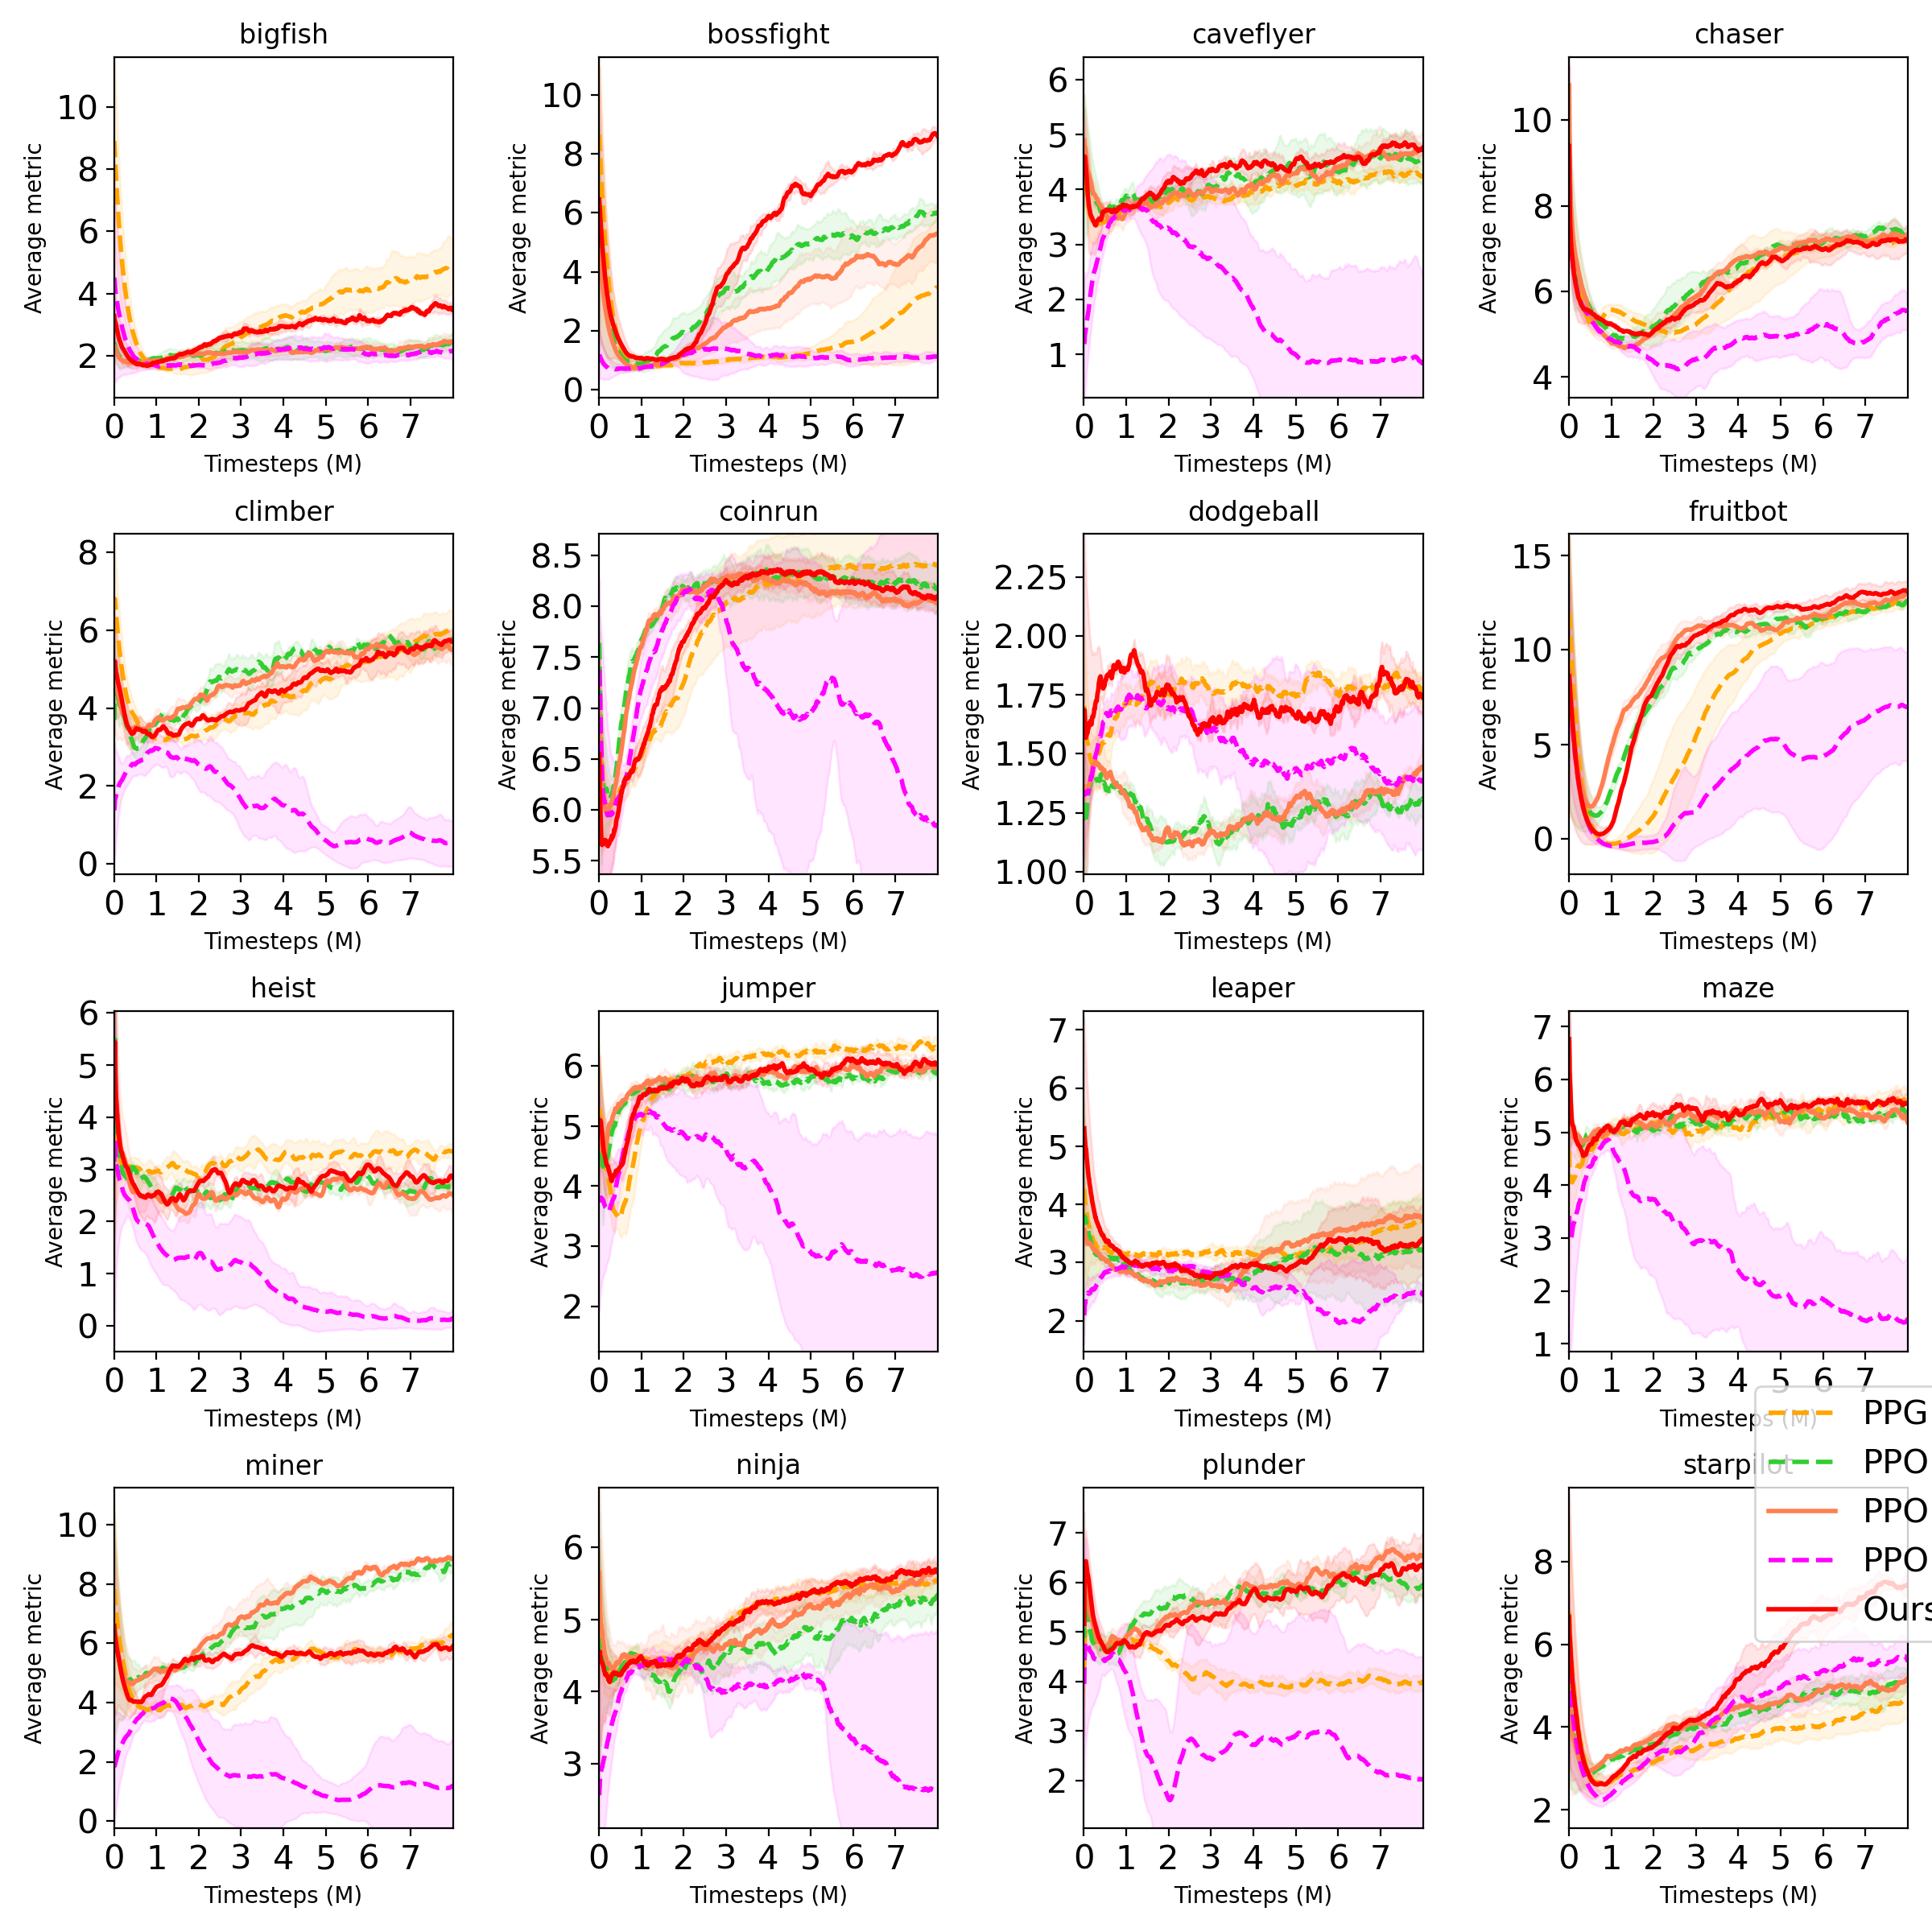 bigfish
bossfight
caveflyer
chaser
Average metric
10
8
6
4
2
0 1 2 3 4 5 6 7
Timesteps (M)
Average metric
10
8
6
4
2
0
0 1 2 3 4 5 6 7
Timesteps (M)
Average metric
6
5
4
3
2
1
0 1 2 3 4 5 6 7
Timesteps (M)
Average metric
10
8
6
4
0 1 2 3 4 5 6 7
Timesteps (M)
climber
coinrun
dodgeball
fruitbot
Average metric
8
6
4
2
0
0 1 2 3 4 5 6 7
Timesteps (M)
Average metric
8.5
8.0
7.5
7.0
6.5
6.0
5.5
0 1 2 3 4 5 6 7
Timesteps (M)
Average metric
2.25
2.00
1.75
1.50
1.25
1.00
0 1 2 3 4 5 6 7
Timesteps (M)
Average metric
15
10
5
0
0 1 2 3 4 5 6 7
Timesteps (M)
heist
jumper
leaper
maze
Average metric
6
5
4
3
2
1
0
0 1 2 3 4 5 6 7
Timesteps (M)
Average metric
6
5
4
3
2
0 1 2 3 4 5 6 7
Timesteps (M)
Average metric
7
6
5
4
3
2
0 1 2 3 4 5 6 7
Timesteps (M)
Average metric
7
6
5
4
3
2
1
0 1 2 3 4 5 6 7
Timesteps (M)
miner
ninja
plunder
starpilot
Average metric
10
8
6
4
2
0
0 1 2 3 4 5 6 7
Timesteps (M)
Average metric
6
5
4
3
0 1 2 3 4 5 6 7
Timesteps (M)
Average metric
7
6
5
4
3
2
0 1 2 3 4 5 6 7
Timesteps (M)
Average metric
8
6
4
2
0 1 2 3 4 5 6 7
Timesteps (M)
PPG
PPO
PPO
PPO
Ours